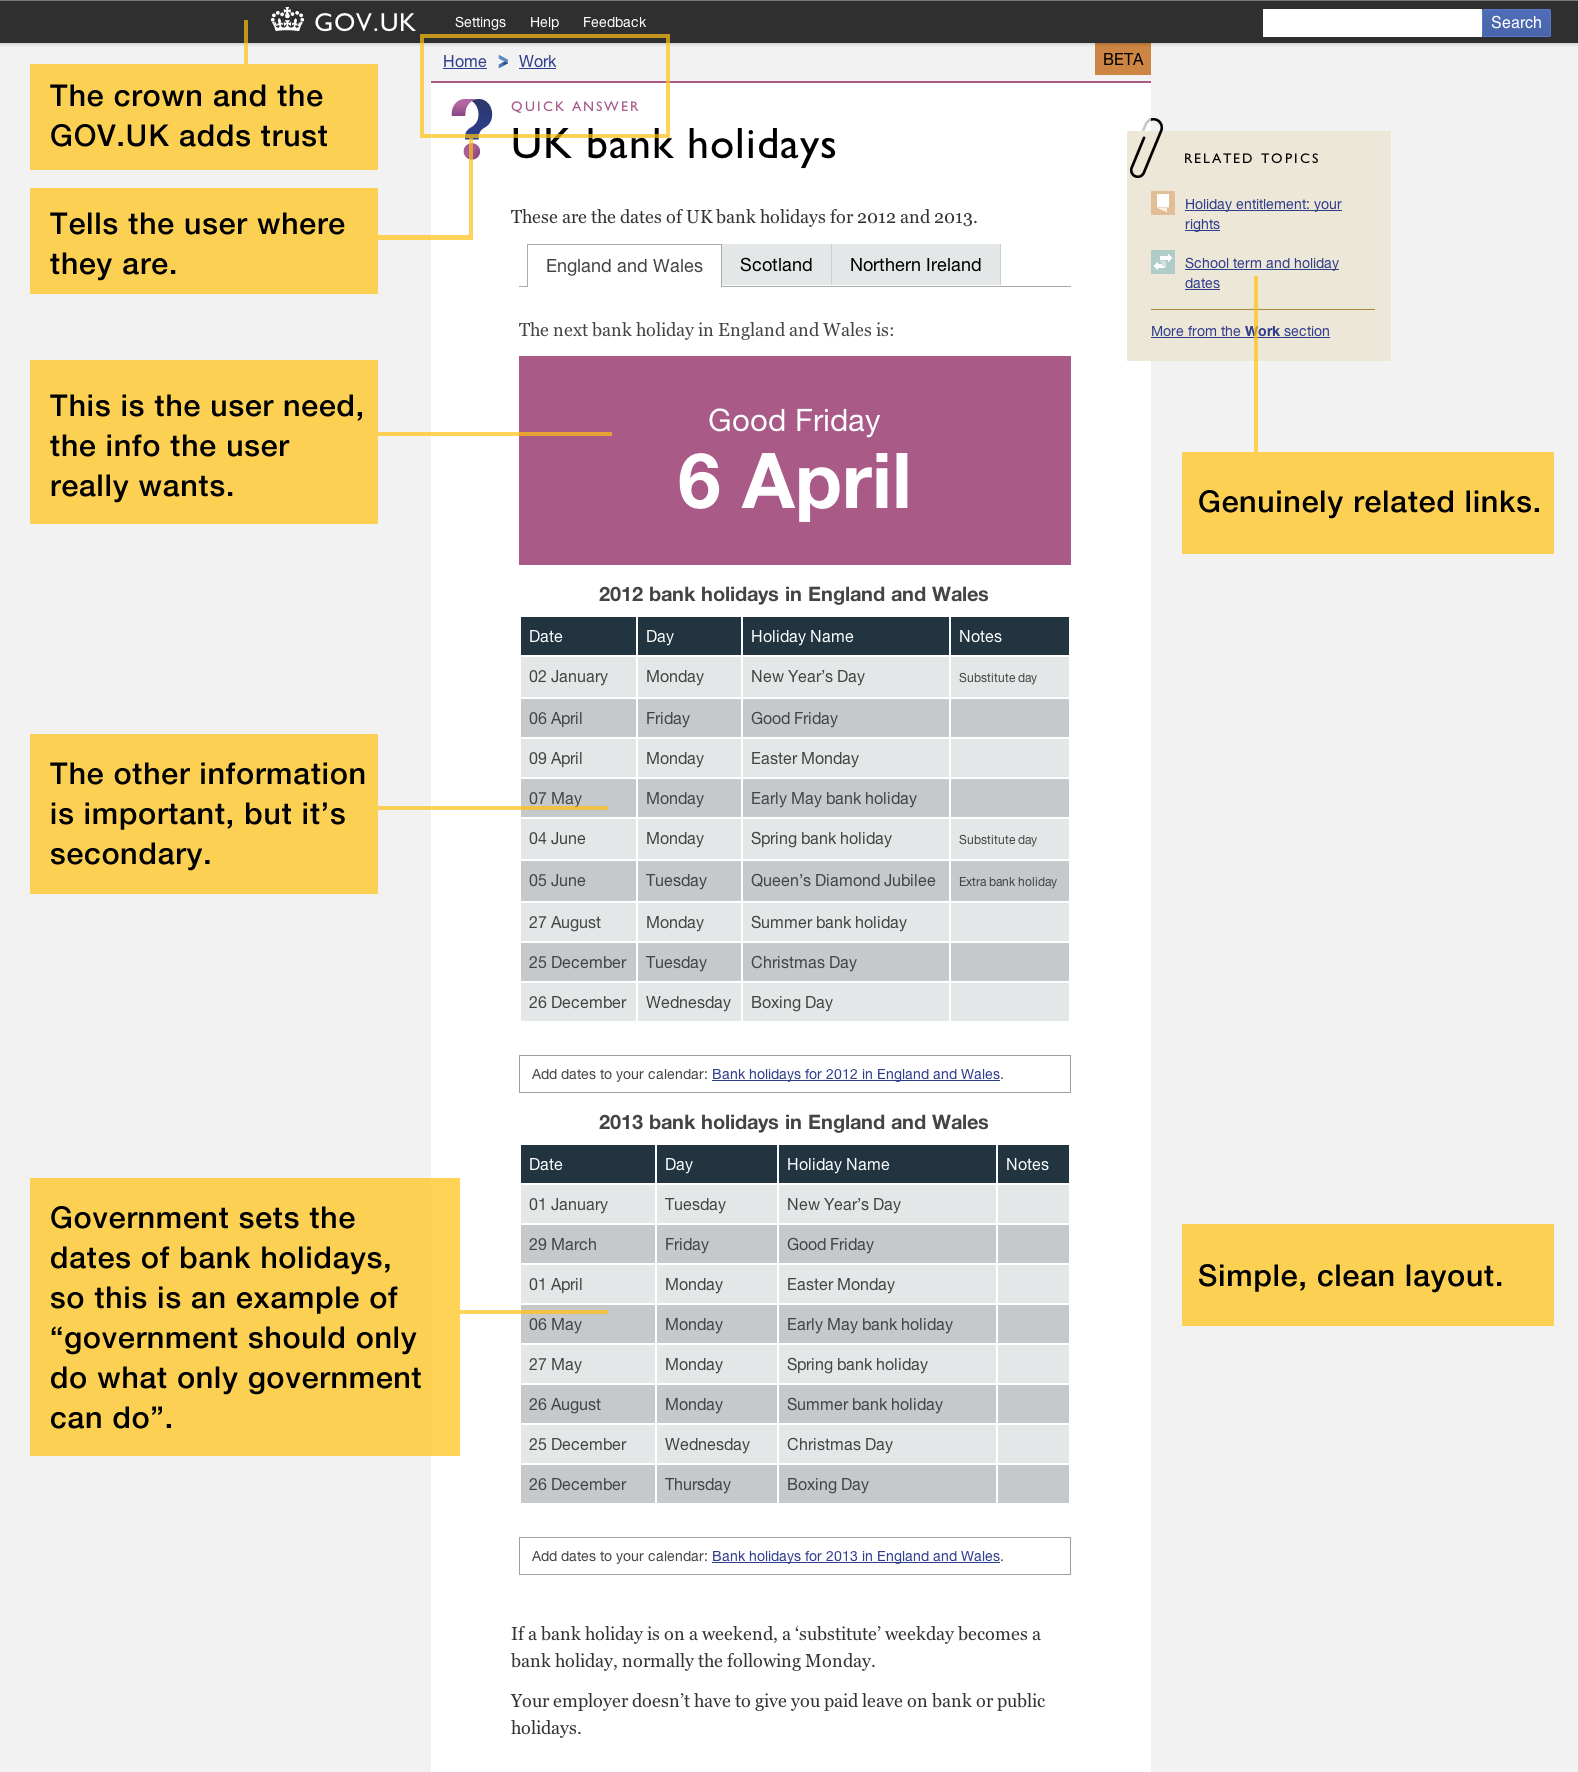 GOV.UK Settings Help Feedback Search
Home > Work
BETA
The crown and the
GOV.UK adds trust
QUICK ANSWER
UK bank holidays
Tells the user where
they are.
These are the dates of UK bank holidays for 2012 and 2013.
England and Wales Scotland Northern Ireland
RELATED TOPICS
Holiday entitlement: your
rights
School term and holiday
dates
More from the Work section
The next bank holiday in England and Wales is:
This is the user need,
the info the user
really wants.
Good Friday
6 April
Genuinely related links.
2012 bank holidays in England and Wales
Date Day Holiday Name Notes
02 January Monday New Year’s Day Substitute day
06 April Friday Good Friday
09 April Monday Easter Monday
07 May Monday Early May bank holiday
04 June Monday Spring bank holiday Substitute day
05 June Tuesday Queen’s Diamond Jubilee Extra bank holiday
27 August Monday Summer bank holiday
25 December Tuesday Christmas Day
26 December Wednesday Boxing Day
The other information
is important, but it’s
secondary.
Add dates to your calendar: Bank holidays for 2012 in England and Wales.
2013 bank holidays in England and Wales
Date Day Holiday Name Notes
01 January Tuesday New Year’s Day
29 March Friday Good Friday
01 April Monday Easter Monday
06 May Monday Early May bank holiday
27 May Monday Spring bank holiday
26 August Monday Summer bank holiday
25 December Wednesday Christmas Day
26 December Thursday Boxing Day
Government sets the
dates of bank holidays,
so this is an example of
“government should only
do what only government
can do”.
Simple, clean layout.
Add dates to your calendar: Bank holidays for 2013 in England and Wales.
If a bank holiday is on a weekend, a ‘substitute’ weekday becomes a
bank holiday, normally the following Monday.
Your employer doesn’t have to give you paid leave on bank or public
holidays.